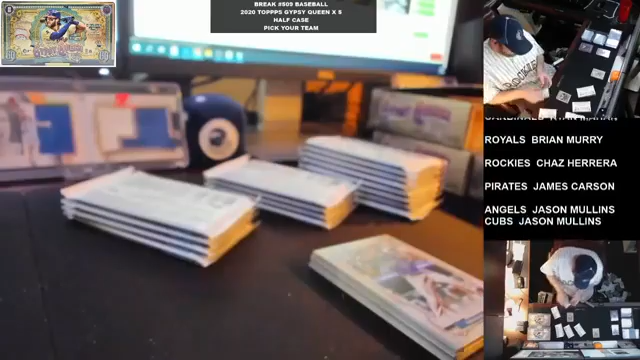 BREAK #509 BASEBALL
2020 TOPPPS GYPSY QUEEN X 5
HALF CASE
PICK YOUR TEAM
ROYALS BRIAN MURRY
ROCKIES CHAZ HERRERA
PIRATES JAMES CARSON
ANGELS JASON MULLINS
CUBS JASON MULLINS